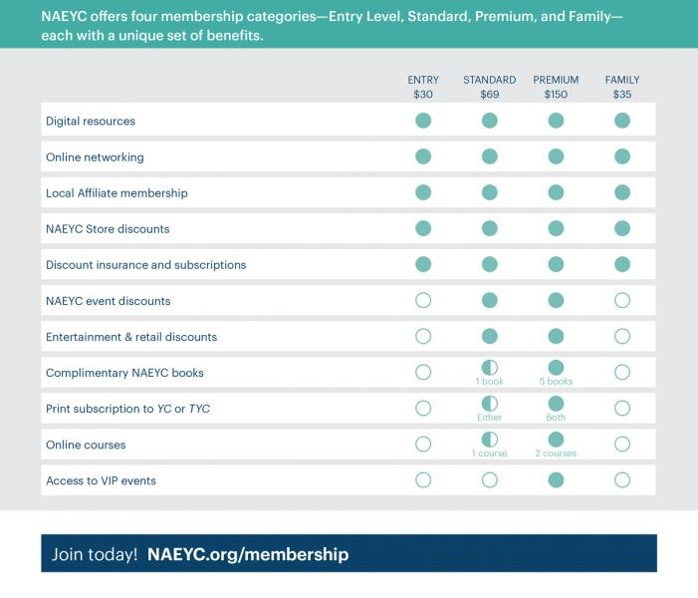 NAEYC offers four membership categories—Entry Level, Standard, Premium, and Family—
each with a unique set of benefits.
ENTRY STANDARD PREMIUM FAMILY
$30 $69 $150 $35
Digital resources
Online networking
Local Affiliate membership
NAEYC Store discounts
Discount insurance and subscriptions
NAEYC event discounts
Entertainment & retail discounts
Complimentary NAEYC books
1 book 5 books
Print subscription to YC or TYC
Either Both
Online courses
1 course 2 courses
Access to VIP events
Join today! NAEYC.org/membership